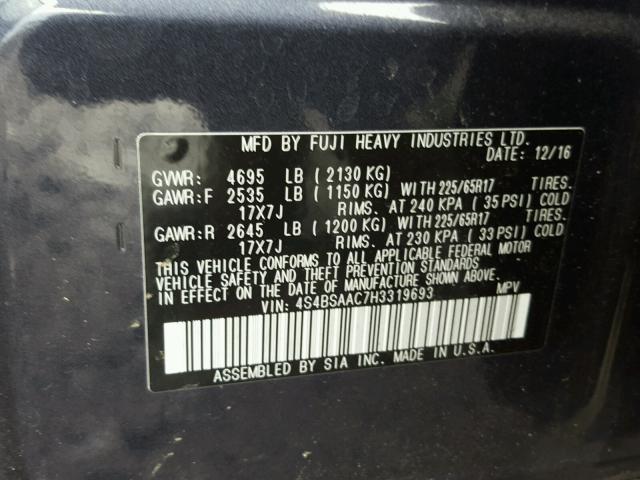 MFD BY FUJI HEAVY INDUSTRIES LTD.
DATE: 12/16
GVWR: 4695 LB ( 2130 KG)
GAWR:F 2535 LB ( 1150 KG) WITH 225/65R17 TIRES.
17X7J RIMS. AT 240 KPA ( 35 PSI) COLD
GAWR:R 2645 LB ( 1200 KG) WITH 225/65R17 TIRES.
17X7J RIMS. AT 230 KPA ( 33 PSI) COLD
THIS VEHICLE CONFORMS TO ALL APPLICABLE FEDERAL MOTOR
VEHICLE SAFETY AND THEFT PREVENTION STANDARDS
IN EFFECT ON THE DATE OF MANUFACTURE SHOWN ABOVE.
VIN: 4S4BSAAC7H3319693 MPV
ASSEMBLED BY SIA INC. MADE IN U.S.A.